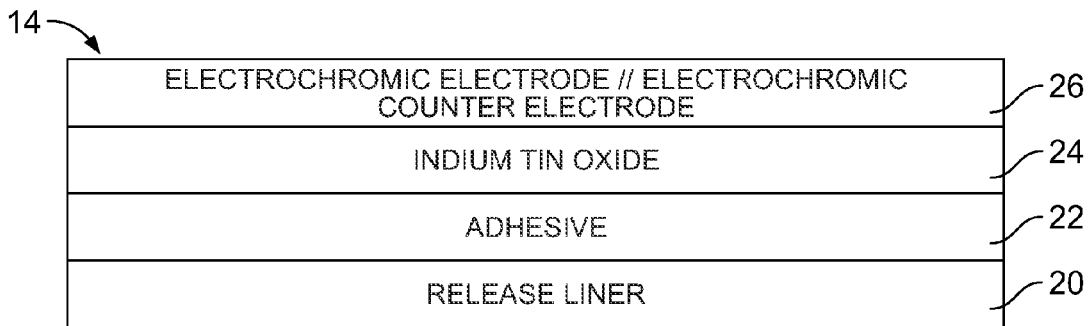 14
ELECTROCHROMIC ELECTRODE // ELECTROCHROMIC
COUNTER ELECTRODE
26
INDIUM TIN OXIDE
24
ADHESIVE
22
RELEASE LINER
20